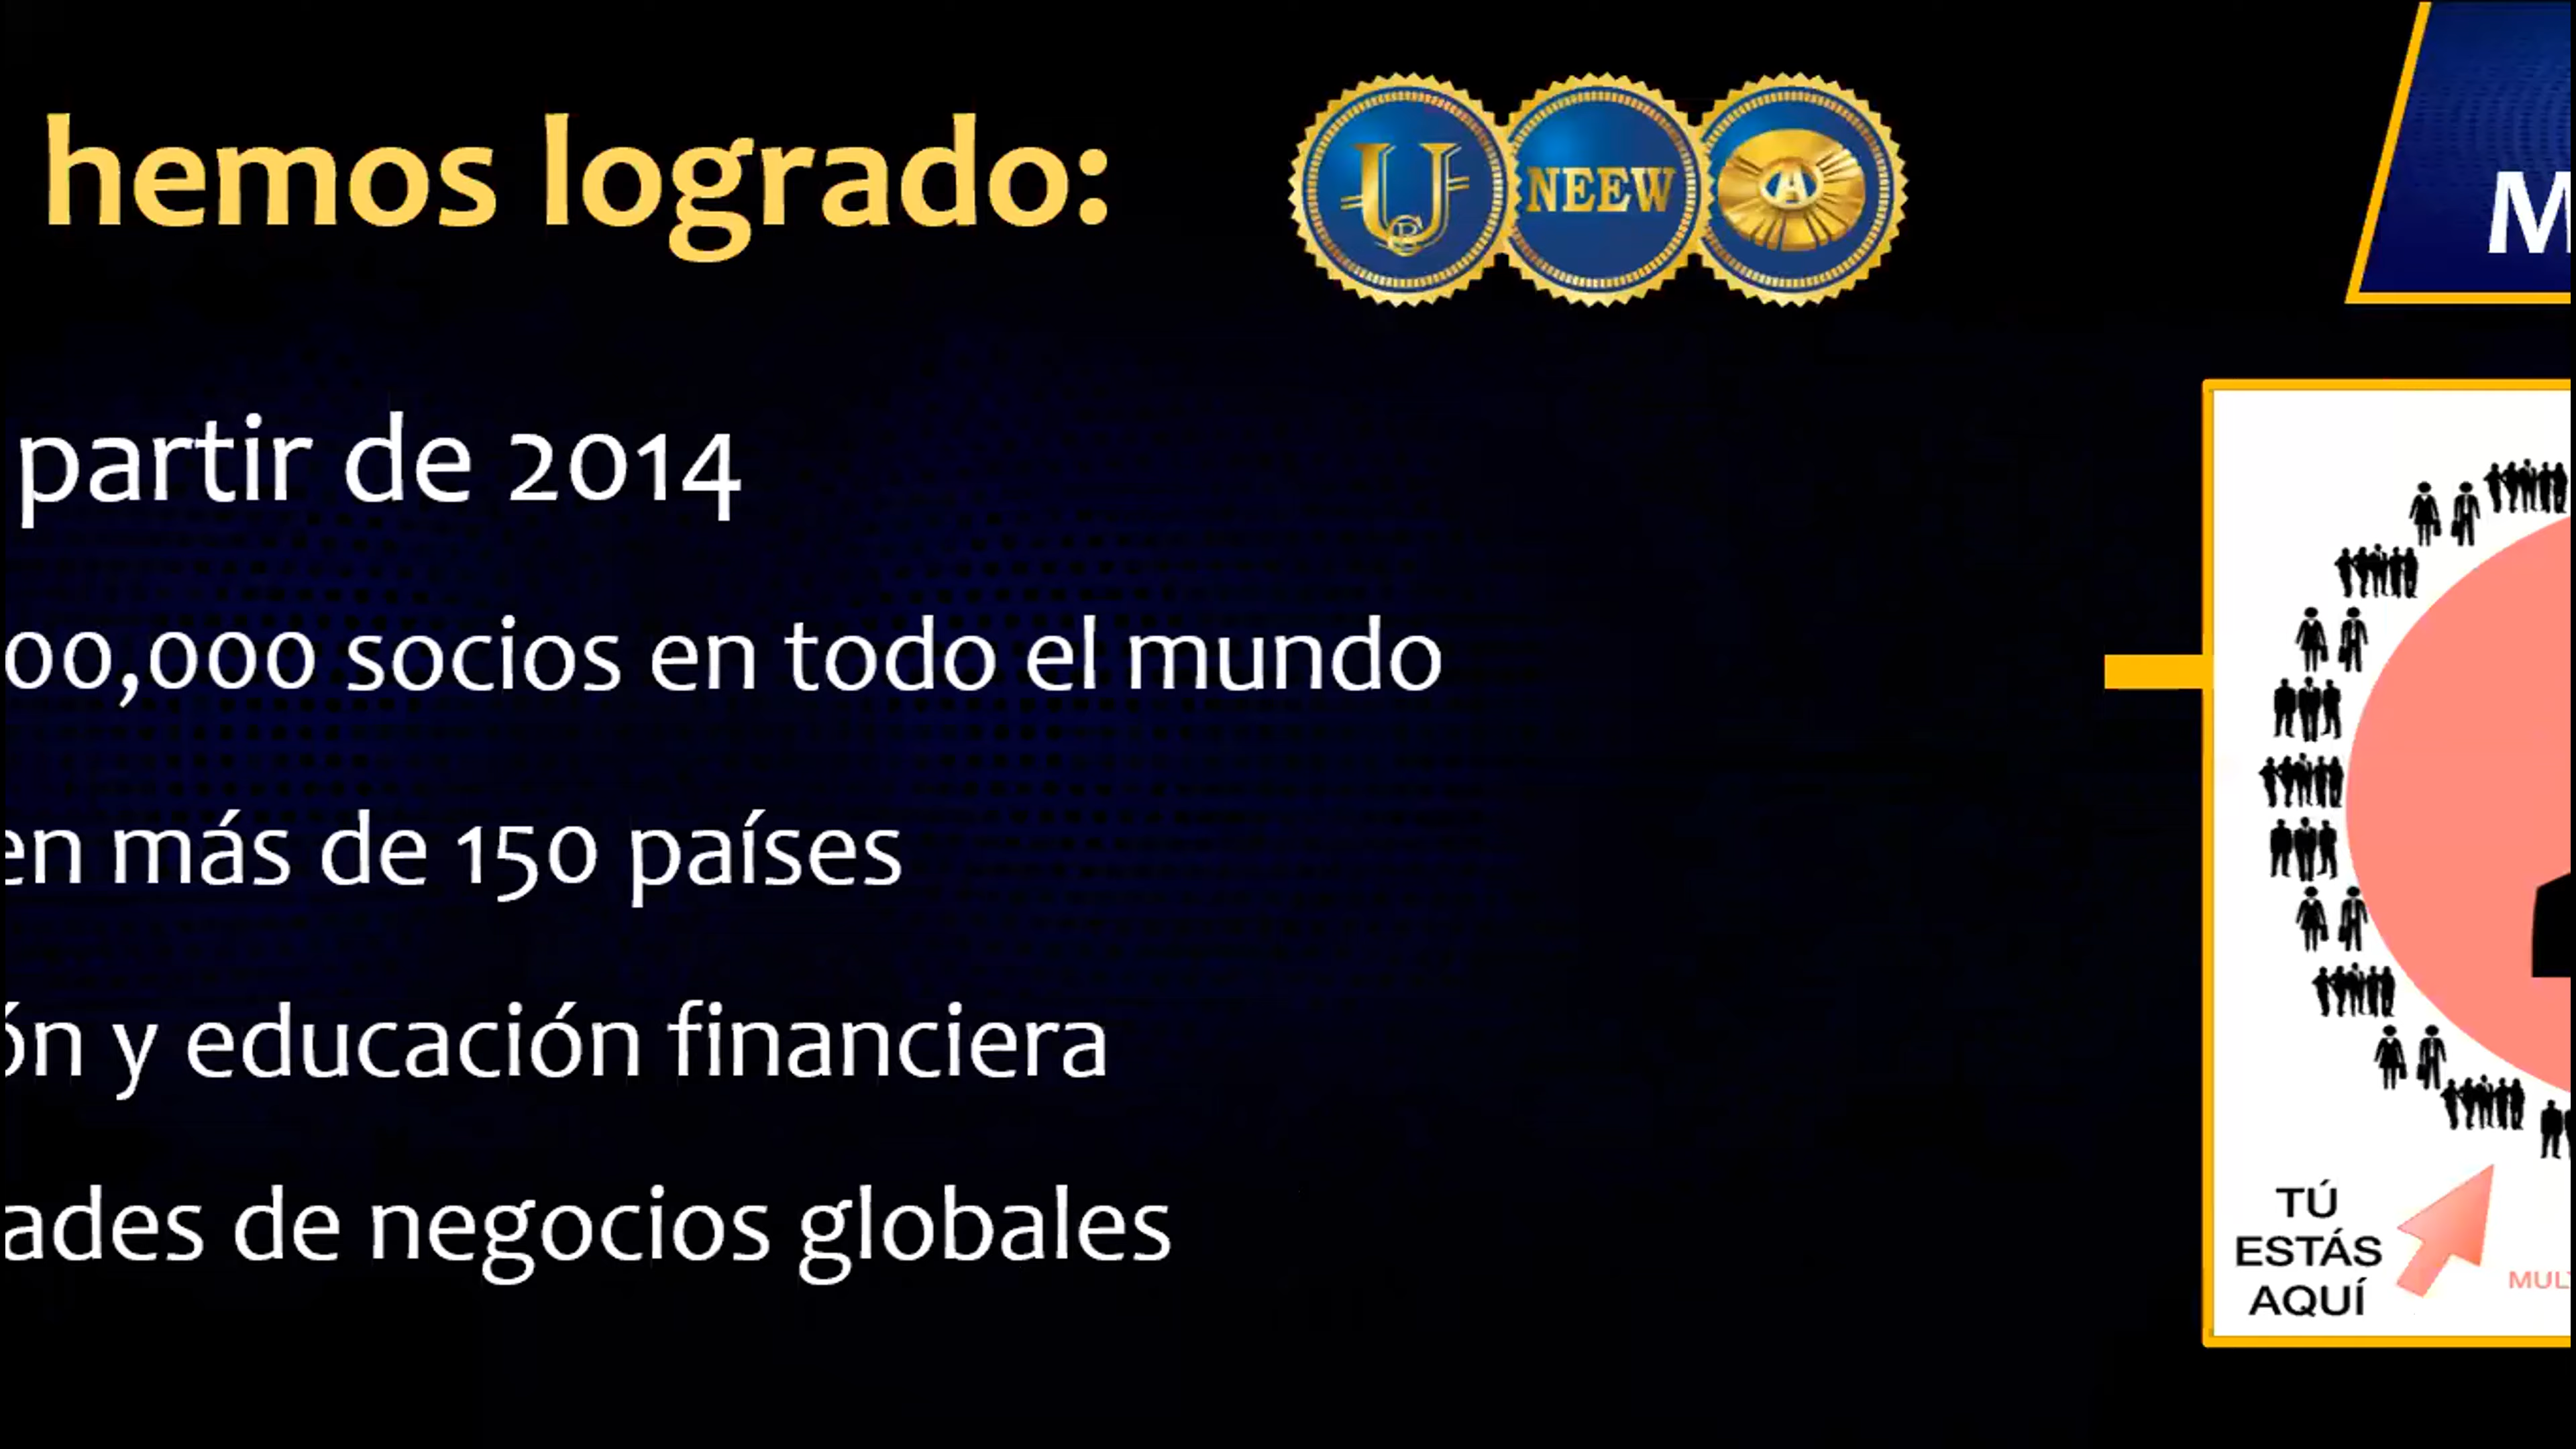 hemos logrado:
NEEW
partir de 2014
00,000 socios en todo el mundo
en más de 150 países
ón y educación financiera
ades de negocios globales
M
TÚ
ESTÁS
AQUÍ
MUL